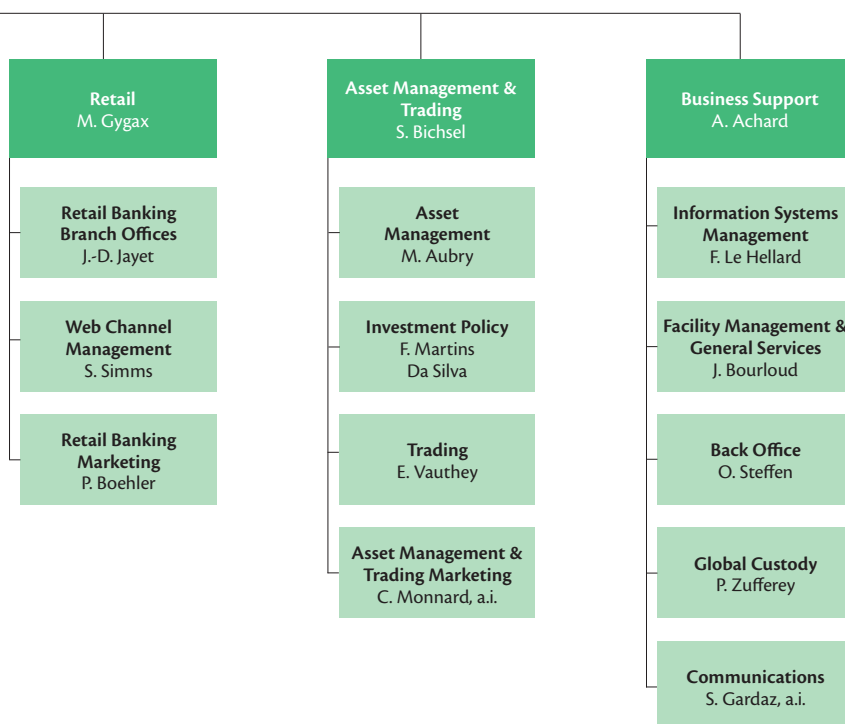 Retail
M. Gygax
Retail Banking
Branch Offices
J.-D. Jayet
Web Channel
Management
S. Simms
Retail Banking
Marketing
P. Boehler
Asset Management &
Trading
S. Bichsel
Asset
Management
M. Aubry
Investment Policy
F. Martins
Da Silva
Trading
E. Vauthey
Asset Management &
Trading Marketing
C. Monnard, a.i.
Business Support
A. Achard
Information Systems
Management
F. Le Hellard
Facility Management &
General Services
J. Bourloud
Back Office
O. Steffen
Global Custody
P. Zufferey
Communications
S. Gardaz, a.i.